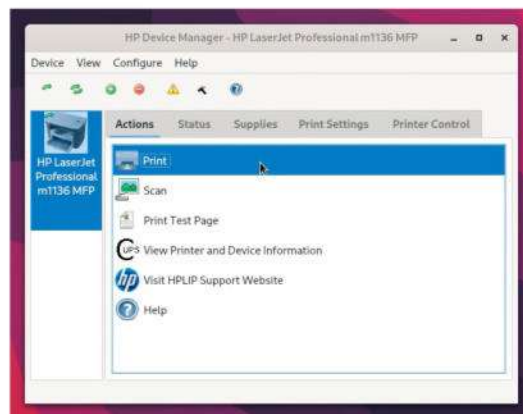 HP Device Manager - HP LaserJet Professional m1136 MFP
Device View Configure Help
Actions Status Supplies Print Settings Printer Control
HP LaserJet
Professional
m1136 MFP
Print
Scan
Print Test Page
CUPS View Printer and Device Information
hp Visit HPLIP Support Website
? Help